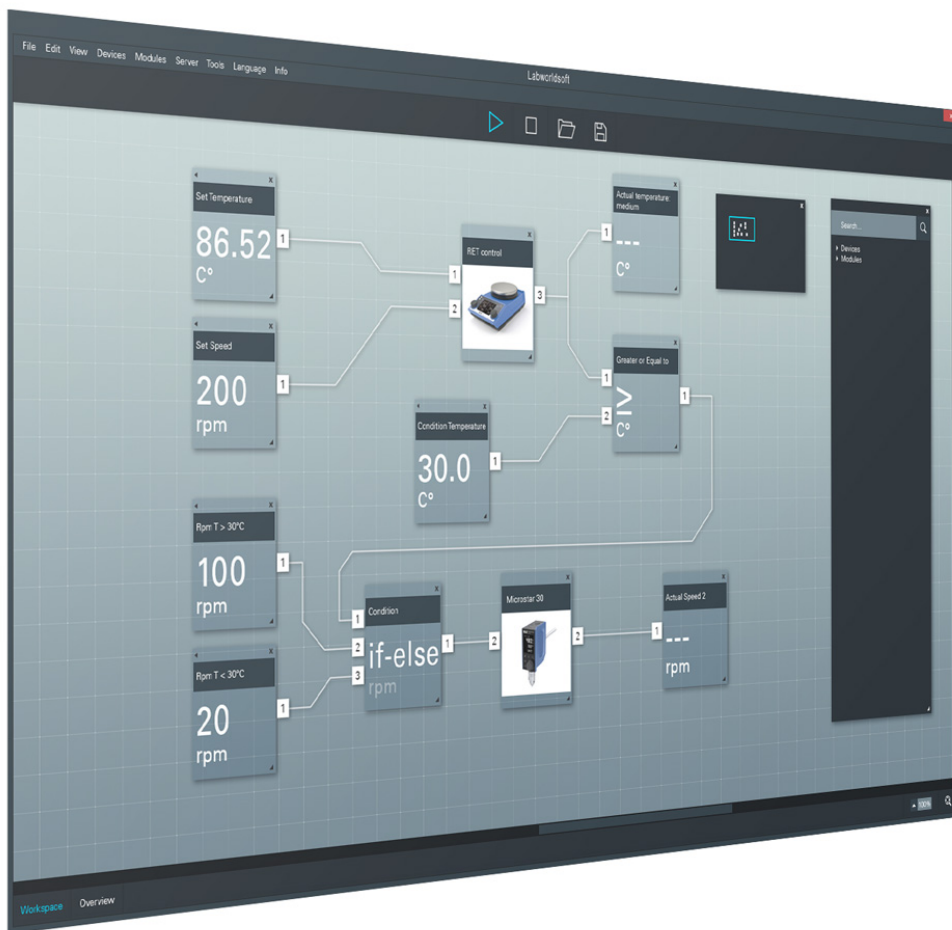 Labworldsoft
File Edit View Devices Modules Server Tools Language Info
Set Temperature
86.52
C°
1
Set Speed
200
rpm
1
RET control
1
2
3
Actual temperature
medium
1
---
C°
Greater or Equal to
1
2
≥
C°
1
Condition Temperature
30.0
C°
1
Rpm T > 30°C
100
rpm
1
Rpm T < 30°C
20
rpm
1
Condition
1
2
3
if-else
rpm
1
Microstar 30
2
2
Actual Speed 2
1
---
rpm
Search...
Devices
Modules
100%
Workspace Overview